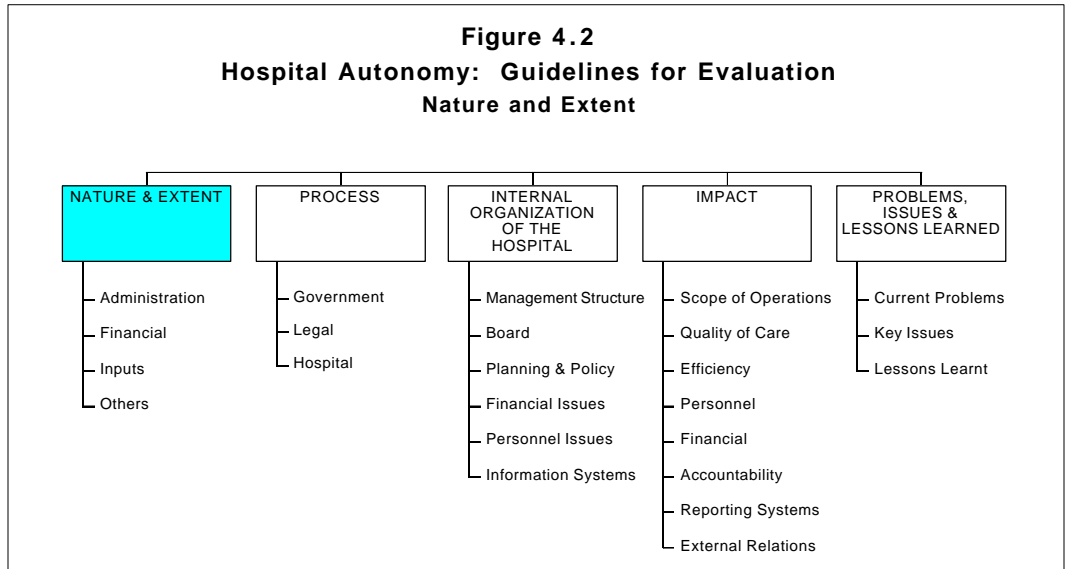 Figure 4.2
Hospital Autonomy: Guidelines for Evaluation
Nature and Extent
NATURE & EXTENT
Administration
Financial
Inputs
Others
PROCESS
Government
Legal
Hospital
INTERNAL
ORGANIZATION
OF THE
HOSPITAL
Management Structure
Board
Planning & Policy
Financial Issues
Personnel Issues
Information Systems
IMPACT
Scope of Operations
Quality of Care
Efficiency
Personnel
Financial
Accountability
Reporting Systems
External Relations
PROBLEMS,
ISSUES &
LESSONS LEARNED
Current Problems
Key Issues
Lessons Learnt